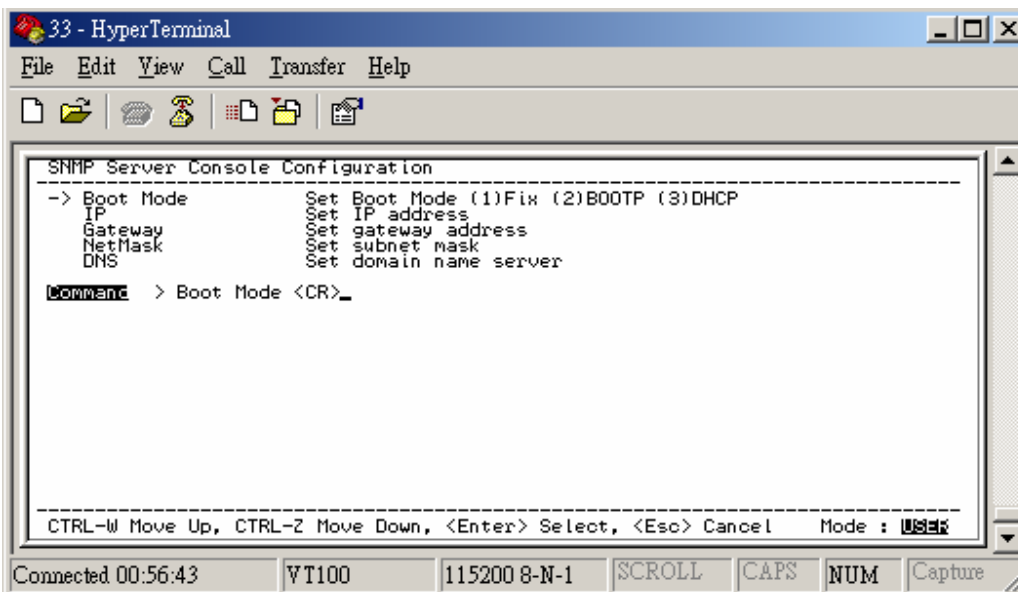 33 - HyperTerminal
File Edit View Call Transfer Help
SNMP Server Console Configuration
-> Boot Mode Set Boot Mode (1)Fix (2)BOOTP (3)DHCP
IP Set IP address
Gateway Set gateway address
NetMask Set subnet mask
DNS Set domain name server
Command > Boot Mode <CR>_
CTRL-W Move Up, CTRL-Z Move Down, <Enter> Select, <Esc> Cancel Mode : USER
Connected 00:56:43 VT100 115200 8-N-1 SCROLL CAPS NUM Capture